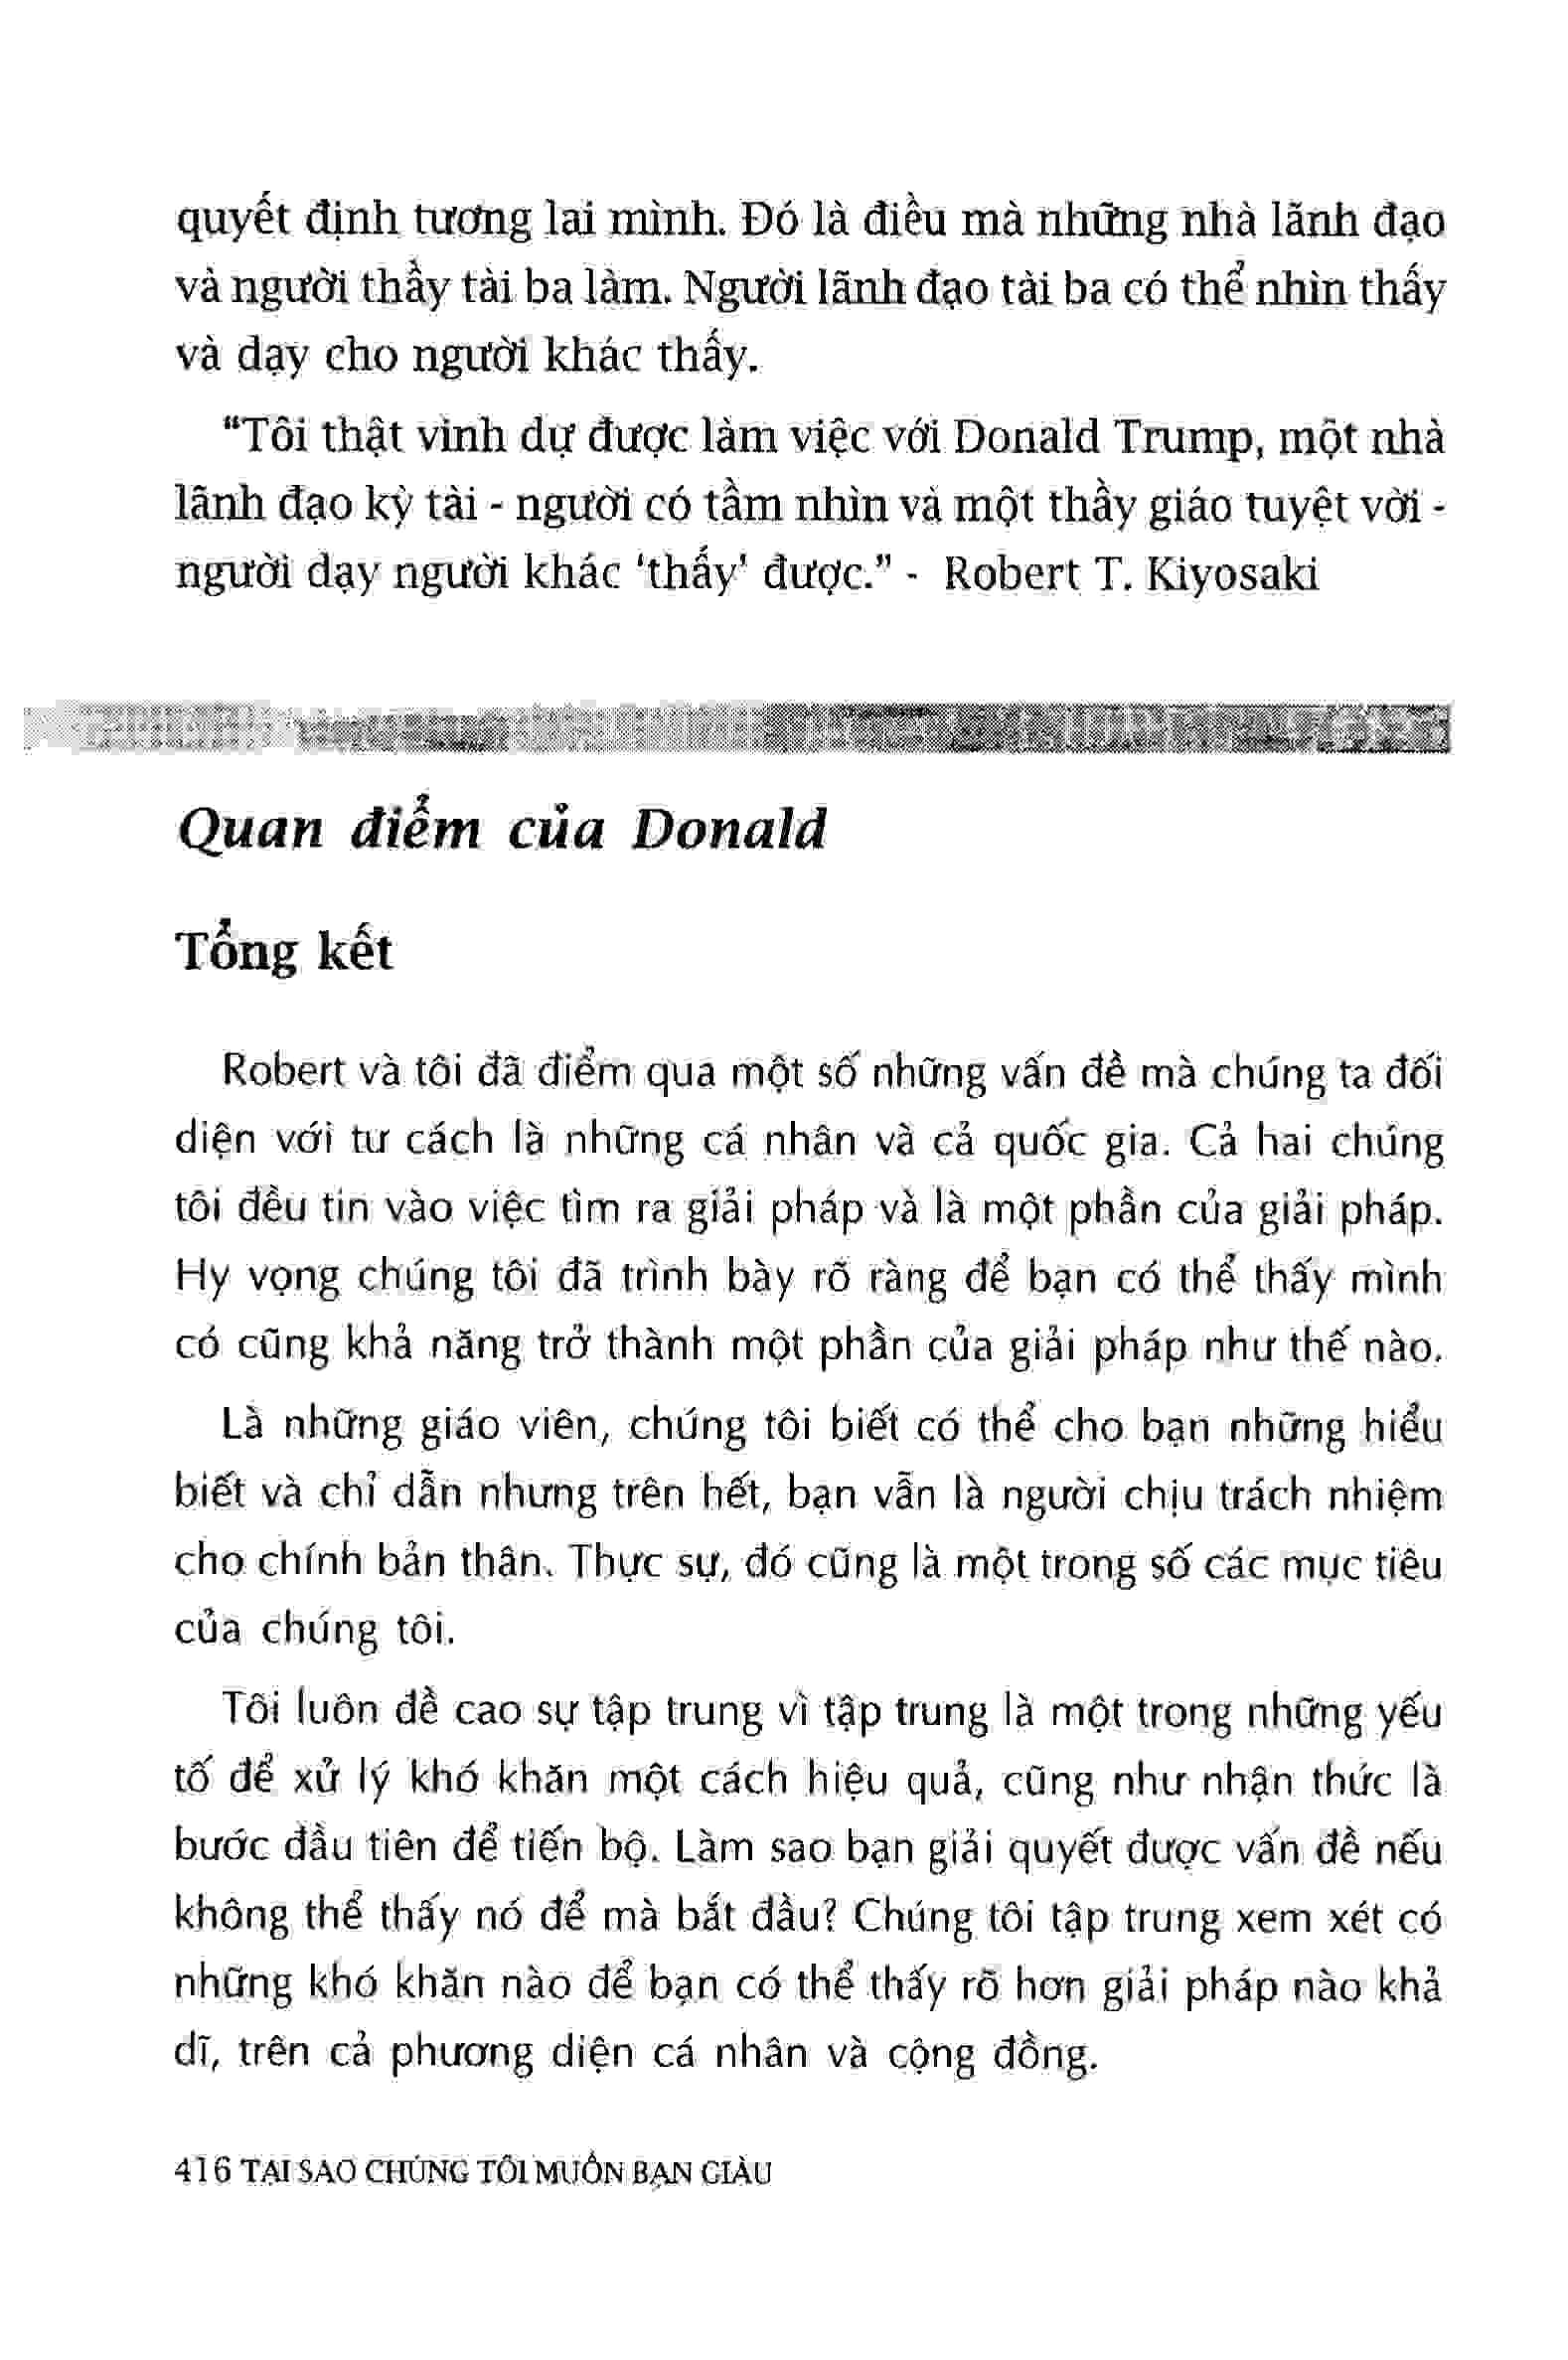 quyết định tương lai mình. Đó là điều mà những nhà lãnh đạo
và người thầy tài ba làm. Người lãnh đạo tài ba có thể nhìn thấy
và dạy cho người khác thấy.
“Tôi thật vinh dự được làm việc với Donald Trump, một nhà
lãnh đạo kỳ tài - người có tầm nhìn và một thầy giáo tuyệt vời -
người dạy người khác ‘thấy’ được.” - Robert T. Kiyosaki
Quan điểm của Donald
Tổng kết
Robert và tôi đã điểm qua một số những vấn đề mà chúng ta đối
diện với tư cách là những cá nhân và cả quốc gia. Cả hai chúng
tôi đều tin vào việc tìm ra giải pháp và là một phần của giải pháp.
Hy vọng chúng tôi đã trình bày rõ ràng để bạn có thể thấy mình
có cũng khả năng trở thành một phần của giải pháp như thế nào.
Là những giáo viên, chúng tôi biết có thể cho bạn những hiểu
biết và chỉ dẫn nhưng trên hết, bạn vẫn là người chịu trách nhiệm
cho chính bản thân. Thực sự, đó cũng là một trong số các mục tiêu
của chúng tôi.
Tôi luôn đề cao sự tập trung vì tập trung là một trong những yếu
tố để xử lý khó khăn một cách hiệu quả, cũng như nhận thức là
bước đầu tiên để tiến bộ. Làm sao bạn giải quyết được vấn đề nếu
không thể thấy nó để mà bắt đầu? Chúng tôi tập trung xem xét có
những khó khăn nào để bạn có thể thấy rõ hơn giải pháp nào khả
dĩ, trên cả phương diện cá nhân và cộng đồng.
416 TẠI SAO CHÚNG TÔI MUỐN BẠN GIÀU